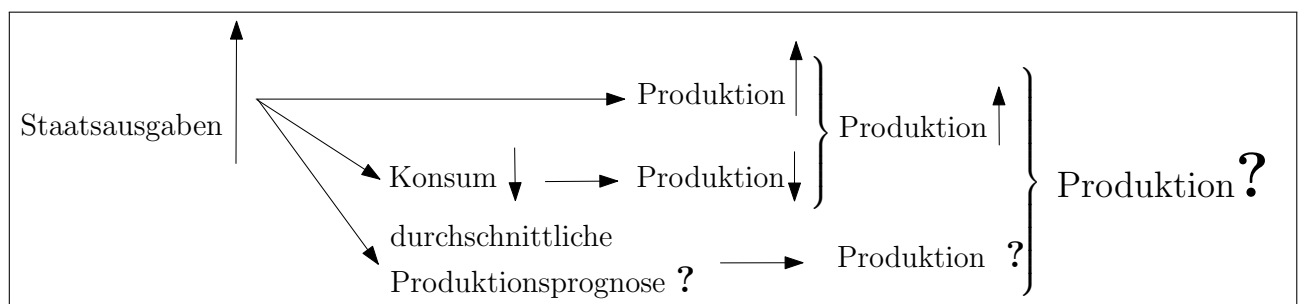 Staatsausgaben
Produktion
Produktion
Konsum
Produktion
Produktion ?
durchschnittliche
Produktionsprognose ?
Produktion ?